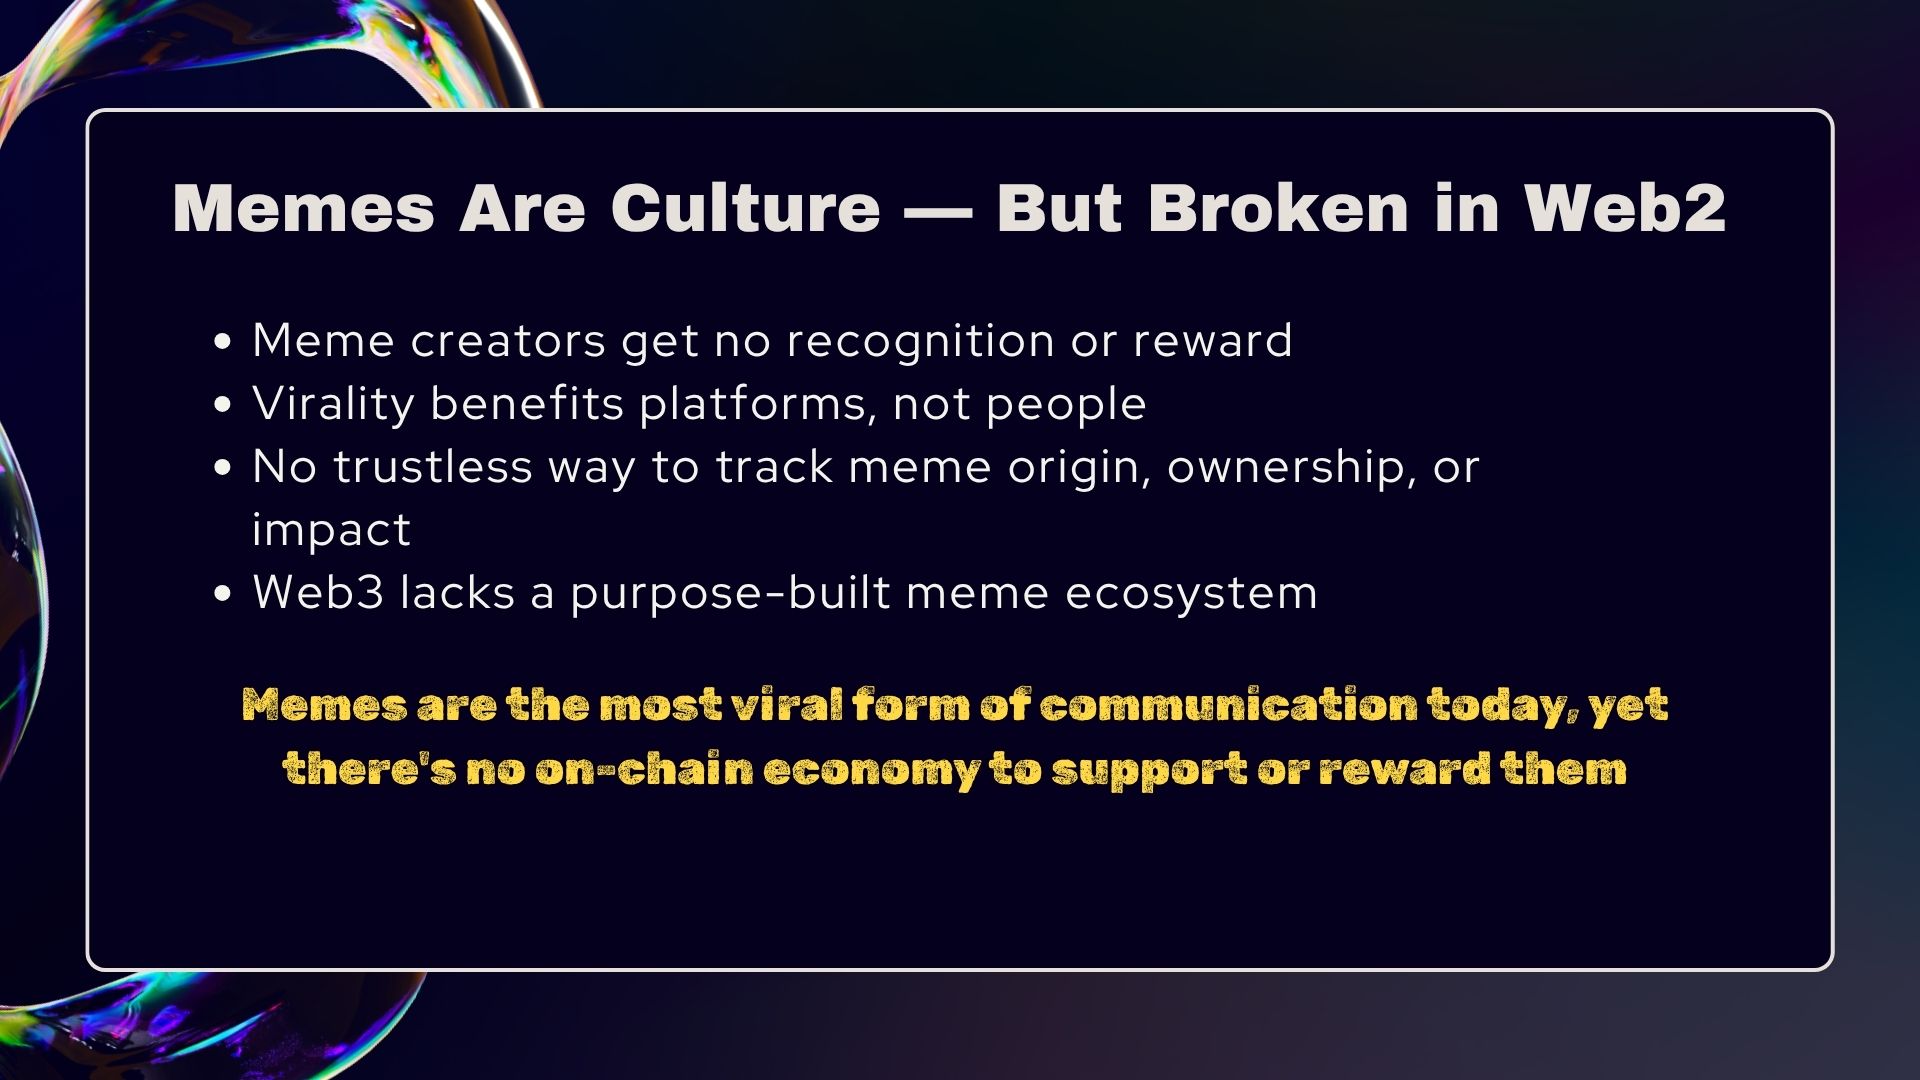 Memes Are Culture — But Broken in Web2
• Meme creators get no recognition or reward
• Virality benefits platforms, not people
• No trustless way to track meme origin, ownership, or
impact
• Web3 lacks a purpose-built meme ecosystem
Memes are the most viral form of communication today, yet
there's no on-chain economy to support or reward them